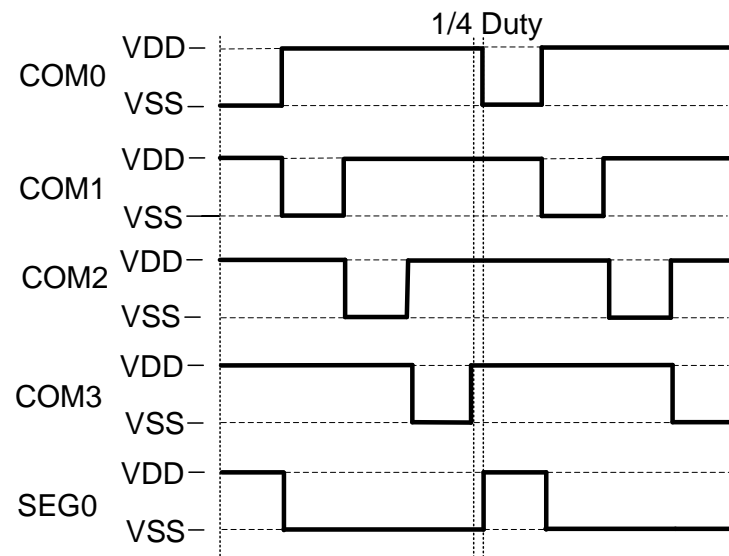 1/4 Duty
VDD
COM0
VSS
VDD
COM1
VSS
VDD
COM2
VSS
VDD
COM3
VSS
VDD
SEG0
VSS